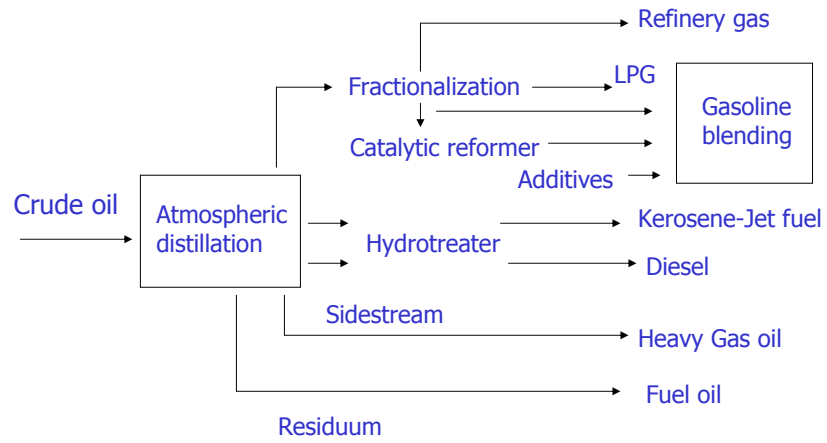 Refinery gas
Fractionalization
LPG
Gasoline
blending
Catalytic reformer
Additives
Crude oil
Atmospheric
distillation
Hydrotreater
Kerosene-Jet fuel
Diesel
Sidestream
Heavy Gas oil
Fuel oil
Residuum